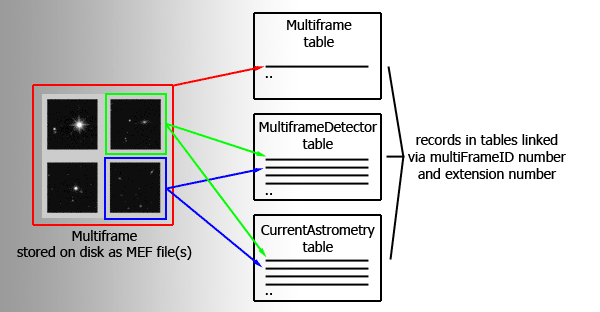 Multiframe
table
..
MultiframeDetector
table
..
CurrentAstrometry
table
..
Multiframe
stored on disk as MEF file(s)
records in tables linked
via multiFrameID number
and extension number